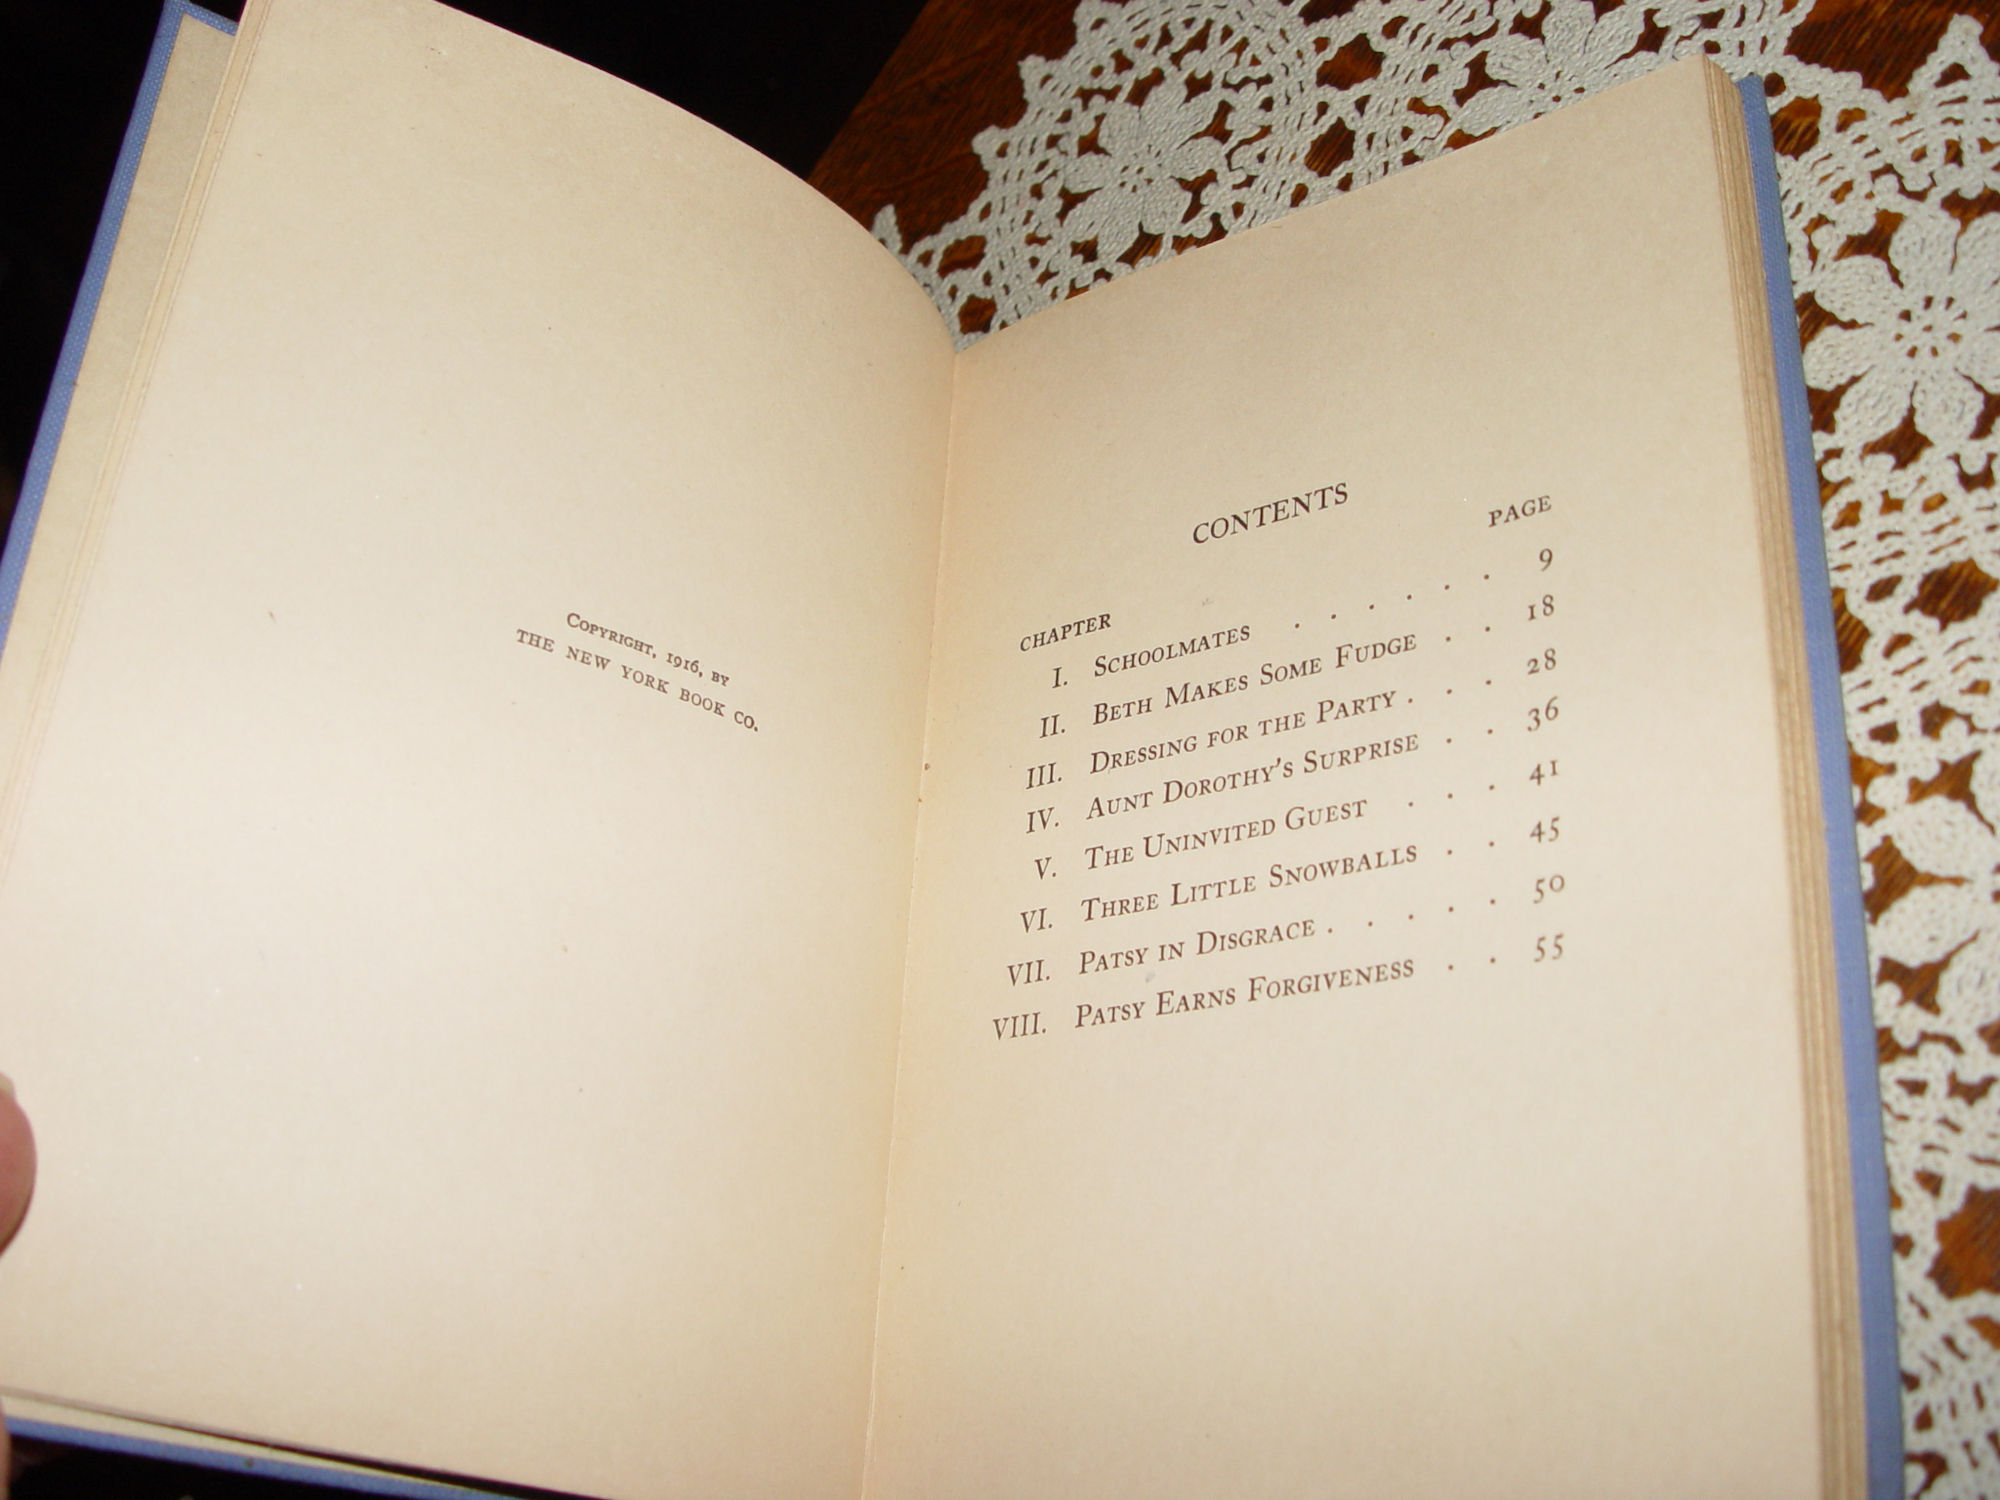 Copyright, 1916, by
THE NEW YORK BOOK CO.
CONTENTS
CHAPTER PAGE
I. Schoolmates . . . . . . 9
II. Beth Makes Some Fudge . . 18
III. Dressing for the Party . . . 28
IV. Aunt Dorothy's Surprise . . 36
V. The Uninvited Guest . . . 41
VI. Three Little Snowballs . . 45
VII. Patsy in Disgrace . . . . . 50
VIII. Patsy Earns Forgiveness . . 55